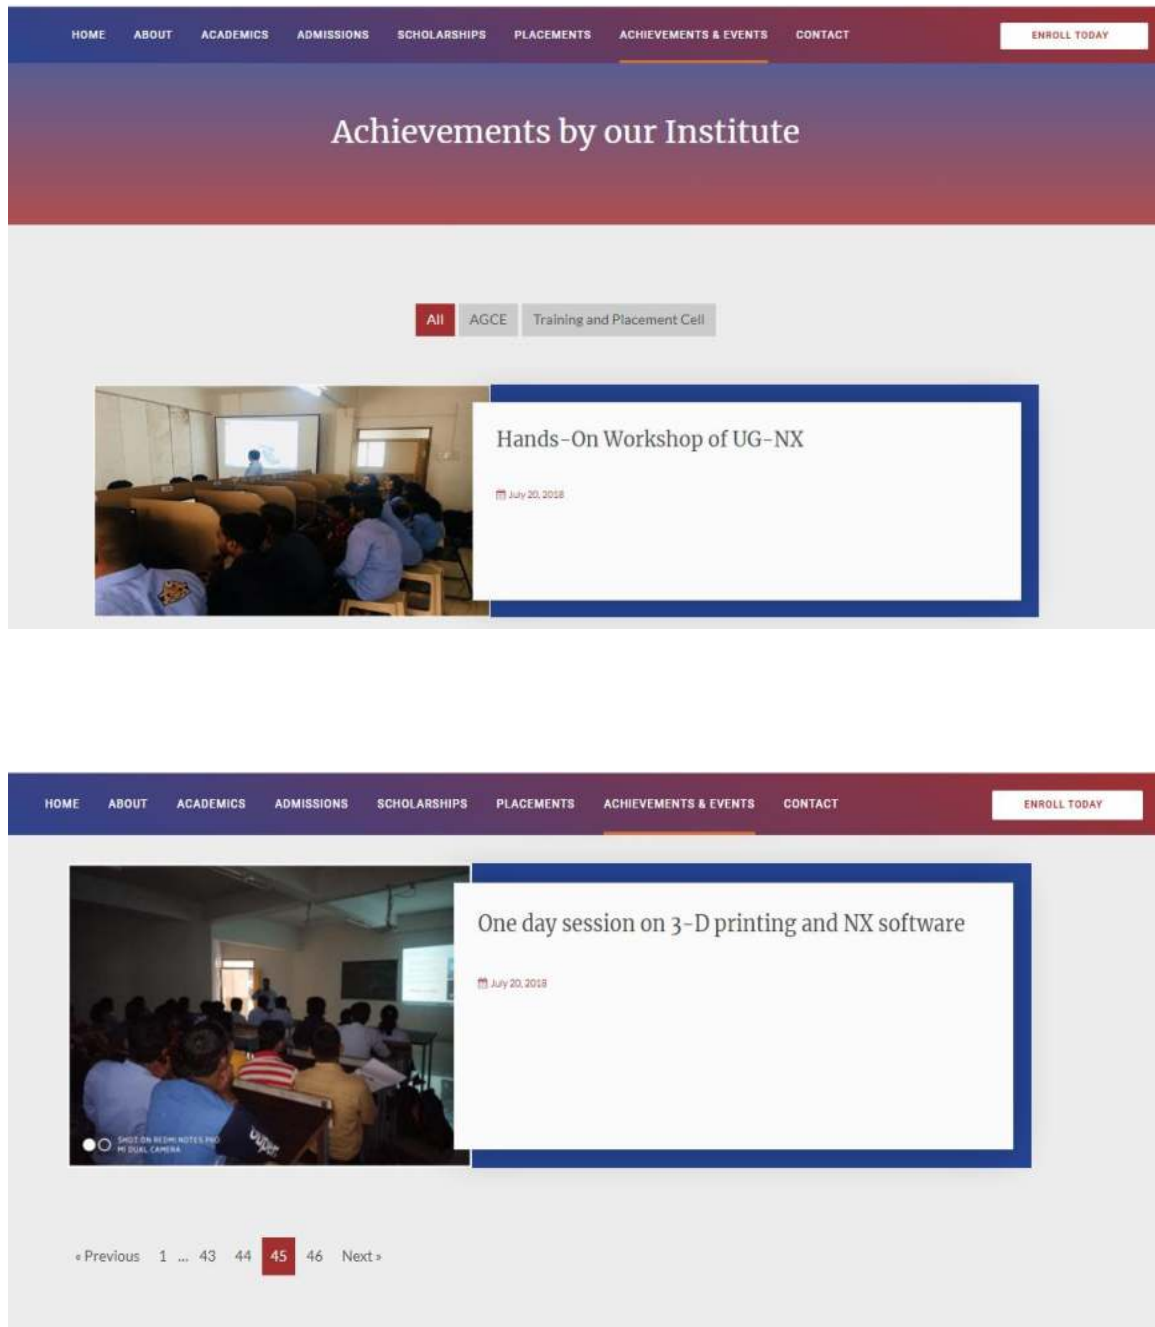 HOME ABOUT ACADEMICS ADMISSIONS SCHOLARSHIPS PLACEMENTS ACHIEVEMENTS & EVENTS CONTACT ENROLL TODAY
Achievements by our Institute
All AGCE Training and Placement Cell
Hands-On Workshop of UG-NX
July 20, 2018
HOME ABOUT ACADEMICS ADMISSIONS SCHOLARSHIPS PLACEMENTS ACHIEVEMENTS & EVENTS CONTACT ENROLL TODAY
One day session on 3-D printing and NX software
July 20, 2018
SHOT ON REDMI NOTE5 PRO
MI DUAL CAMERA
super
« Previous 1 ... 43 44 45 46 Next »